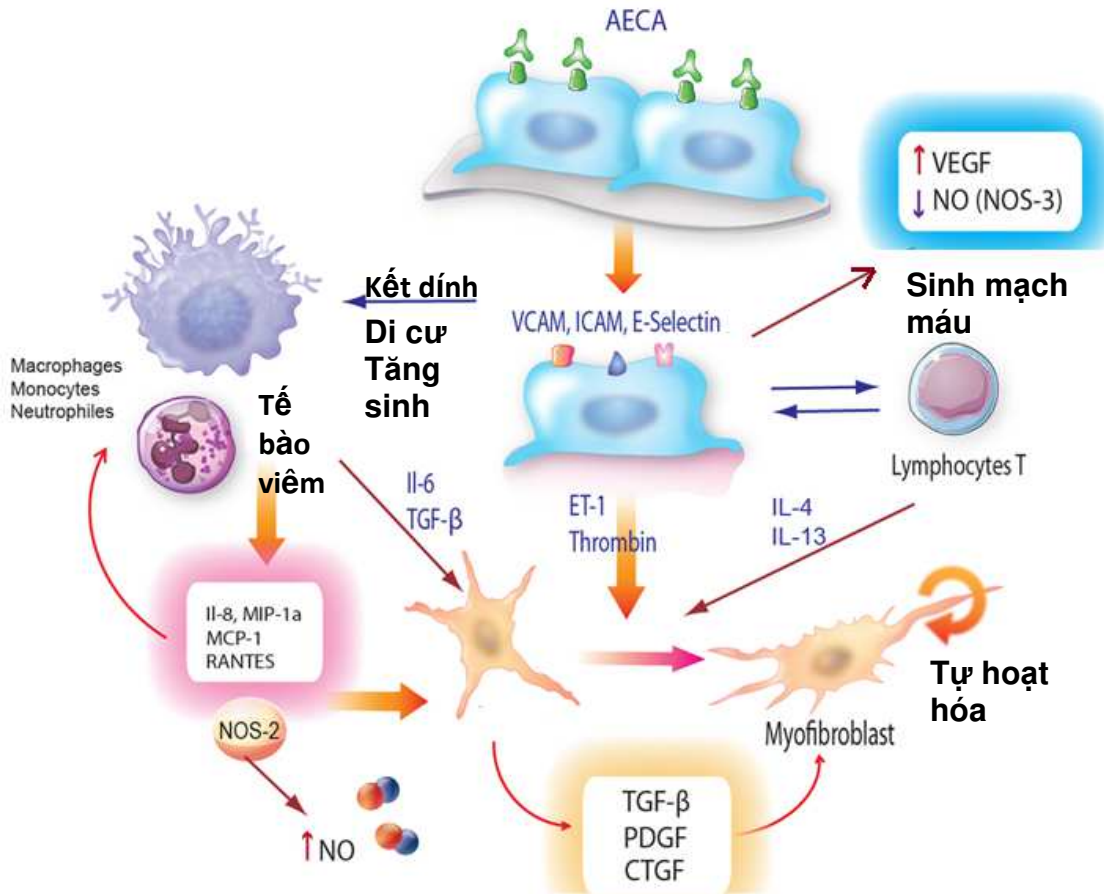 AECA
↑ VEGF
↓ NO (NOS-3)
Sinh mạch
máu
Kết dính
Di cư
Tăng
sinh
VCAM, ICAM, E-Selectin
Macrophages
Monocytes
Neutrophiles
Tế
bào
viêm
Lymphocytes T
Il-6
TGF-β
ET-1
Thrombin
IL-4
IL-13
Il-8, MIP-1a
MCP-1
RANTES
NOS-2
↑NO
Tự hoạt
hóa
Myofibroblast
TGF-β
PDGF
CTGF